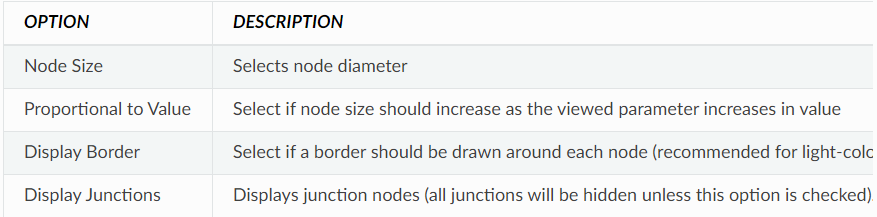 OPTION DESCRIPTION
Node Size Selects node diameter
Proportional to Value Select if node size should increase as the viewed parameter increases in value
Display Border Select if a border should be drawn around each node (recommended for light-colo
Display Junctions Displays junction nodes (all junctions will be hidden unless this option is checked)